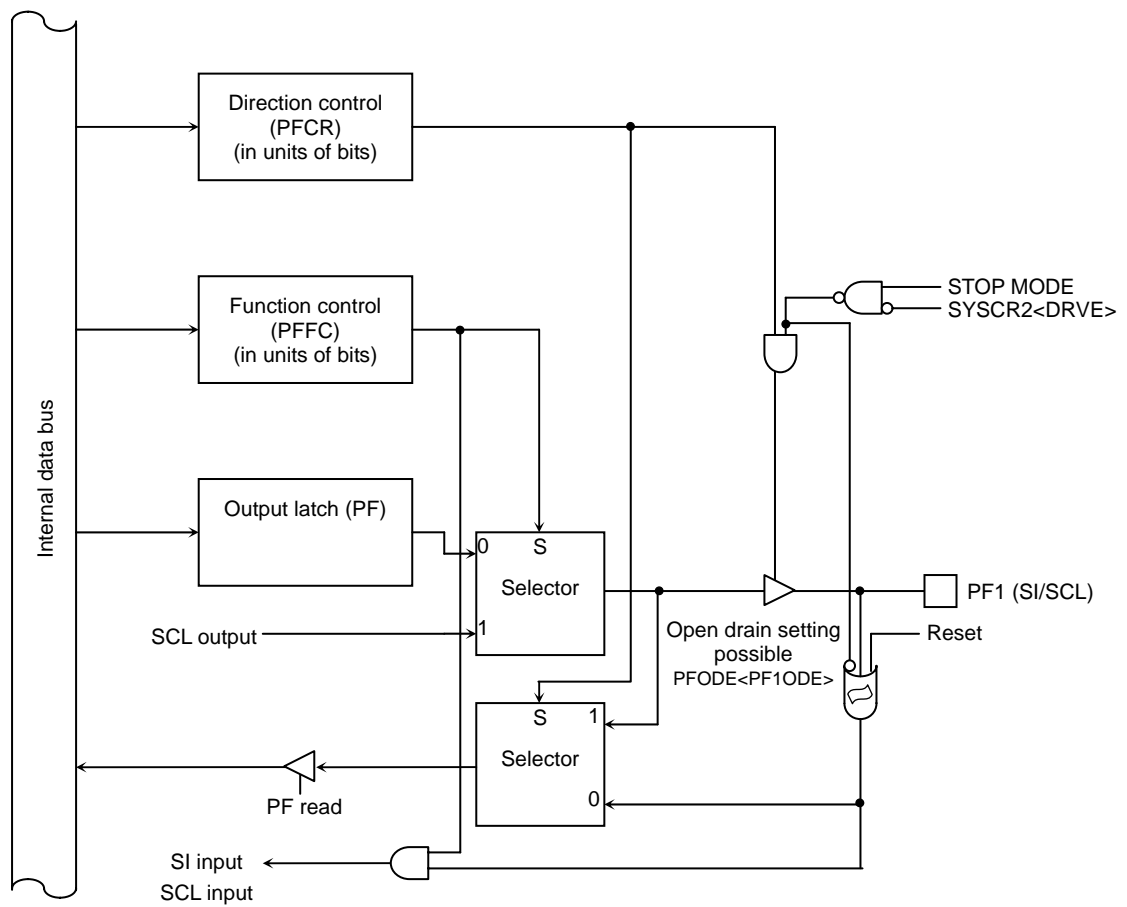 Direction control
(PFCR)
(in units of bits)
STOP MODE
SYSCR2<DRVE>
Function control
(PFFC)
(in units of bits)
Internal data bus
Output latch (PF)
0
S
Selector
1
SCL output
PF1 (SI/SCL)
Open drain setting
possible
PFODE<PF1ODE>
Reset
S
1
Selector
0
PF read
SI input
SCL input